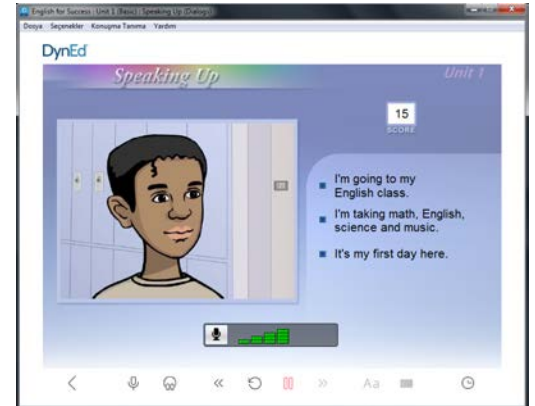 English for Success : Unit 1 (Basic) : Speaking Up (Dialogs)
Dosya Seçenekler Konuşma Tanıma Yardım
DynEd
Speaking Up
Unit 1
15
SCORE
I'm going to my
English class.
I'm taking math, English,
science and music.
It's my first day here.
Aa